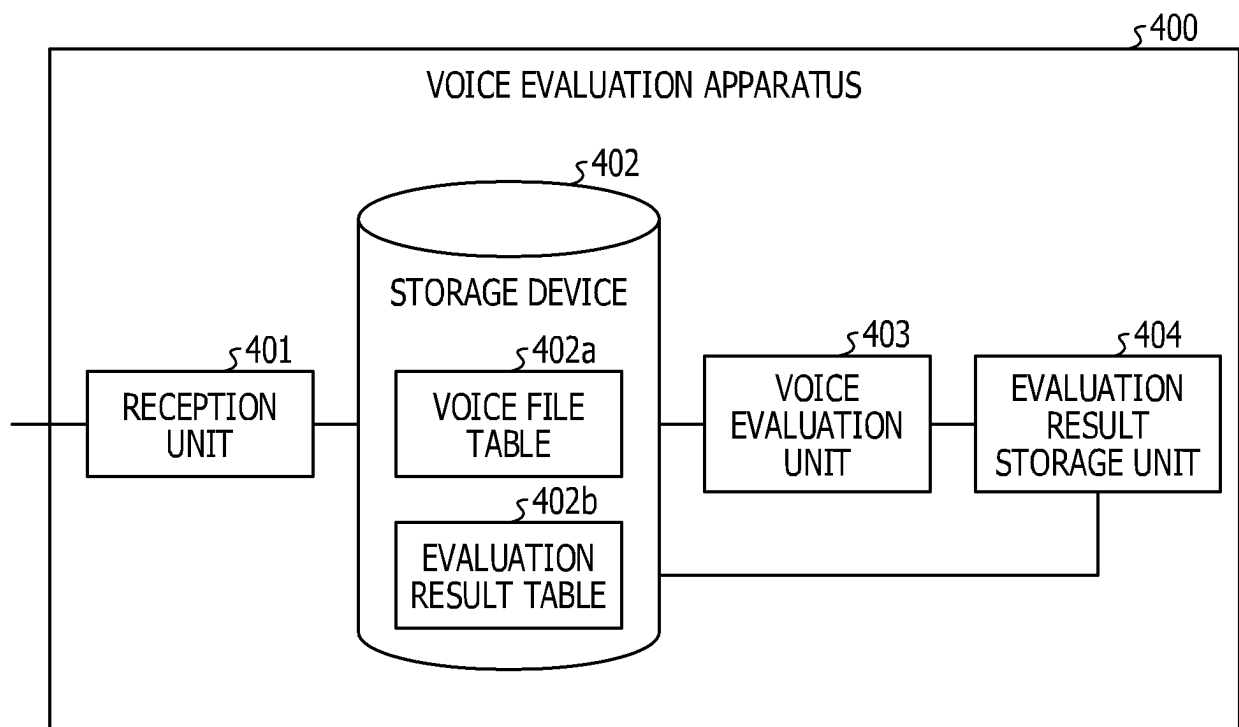 400
VOICE EVALUATION APPARATUS
402
STORAGE DEVICE
401
RECEPTION
UNIT
402a
VOICE FILE
TABLE
402b
EVALUATION
RESULT TABLE
403
VOICE
EVALUATION
UNIT
404
EVALUATION
RESULT
STORAGE UNIT